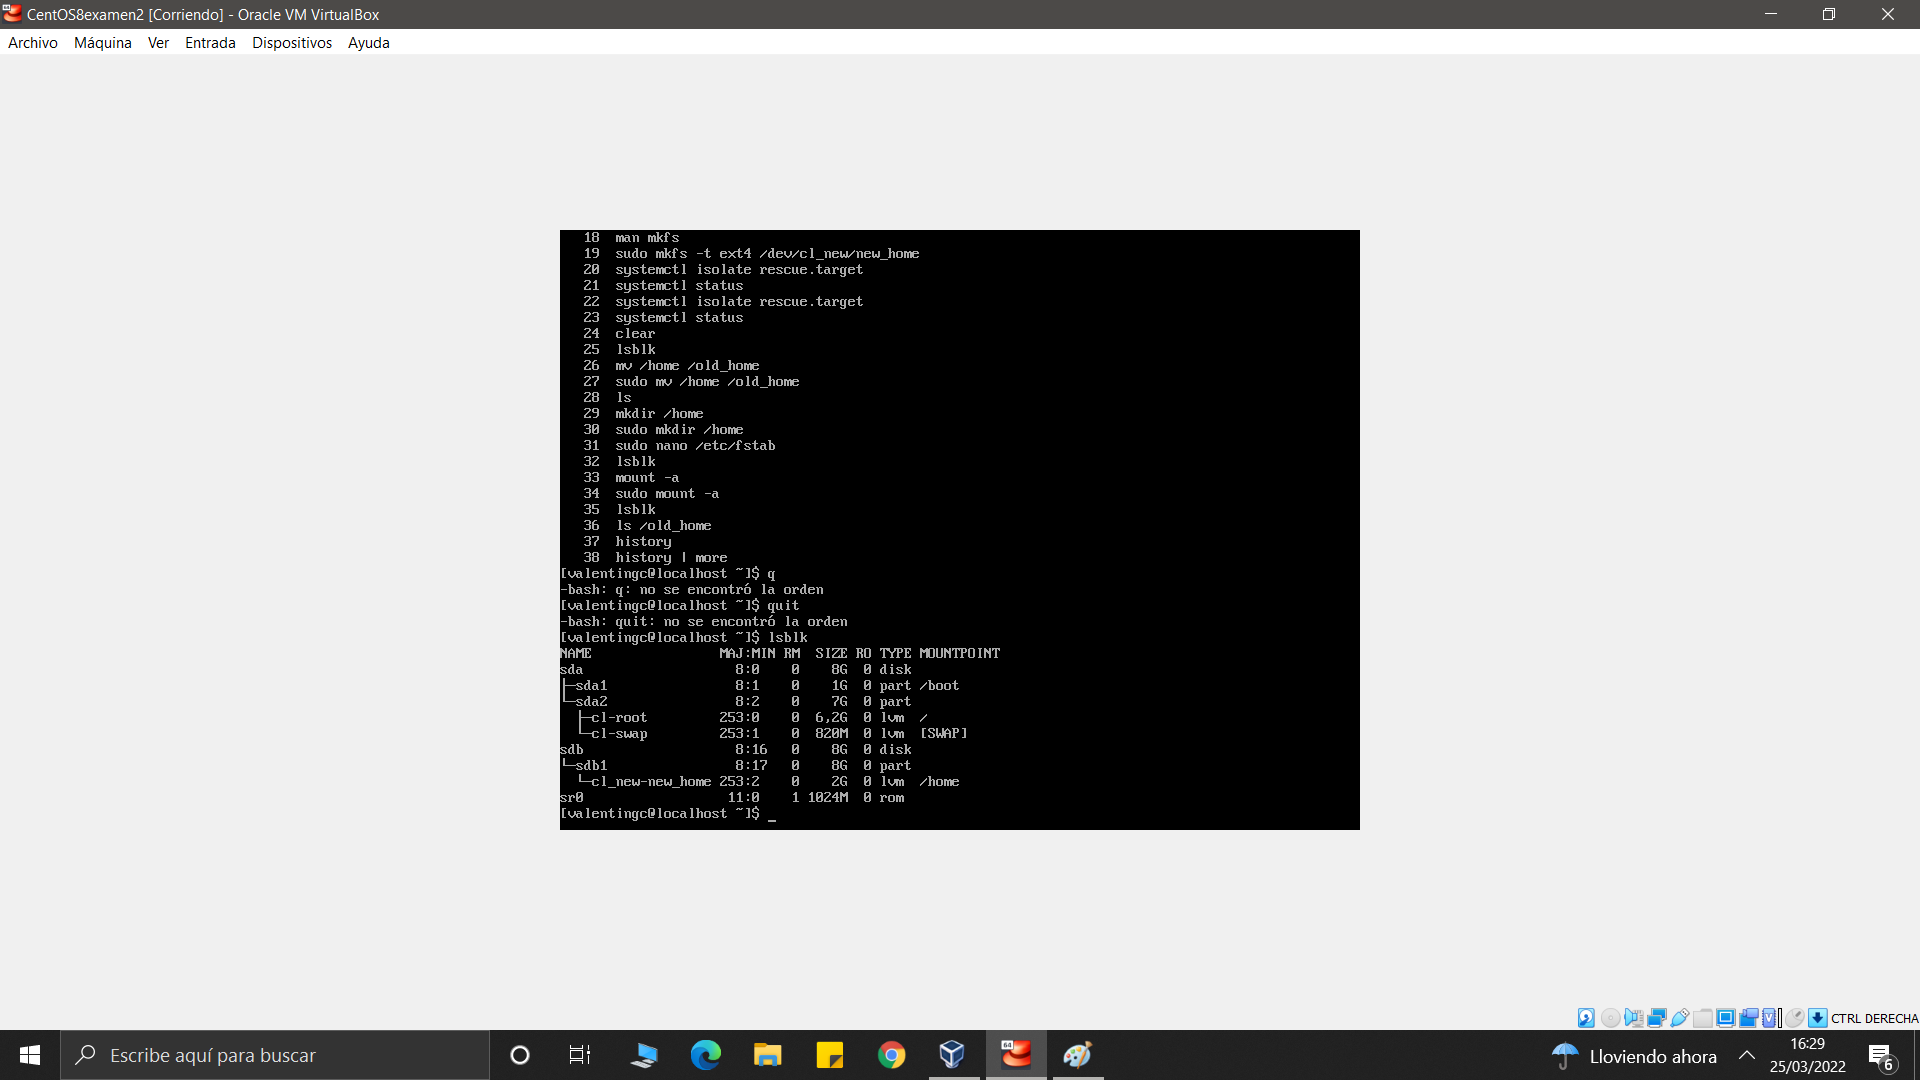 CentOS8examen2 [Corriendo] - Oracle VM VirtualBox
Archivo Máquina Ver Entrada Dispositivos Ayuda
18 man mkfs
19 sudo mkfs -t ext4 /dev/cl_new/new_home
20 systemctl isolate rescue.target
21 systemctl status
22 systemctl isolate rescue.target
23 systemctl status
24 clear
25 lsblk
26 mv /home /old_home
27 sudo mv /home /old_home
28 ls
29 mkdir /home
30 sudo mkdir /home
31 sudo nano /etc/fstab
32 lsblk
33 mount -a
34 sudo mount -a
35 lsblk
36 ls /old_home
37 history
38 history | more
[valentingc@localhost ~]$ q
-bash: q: no se encontró la orden
[valentingc@localhost ~]$ quit
-bash: quit: no se encontró la orden
[valentingc@localhost ~]$ lsblk
NAME MAJ:MIN RM SIZE RO TYPE MOUNTPOINT
sda 8:0 0 8G 0 disk
├─sda1 8:1 0 1G 0 part /boot
└─sda2 8:2 0 7G 0 part
├─cl-root 253:0 0 6,2G 0 lvm /
└─cl-swap 253:1 0 820M 0 lvm [SWAP]
sdb 8:16 0 8G 0 disk
└─sdb1 8:17 0 8G 0 part
└─cl_new-new_home 253:2 0 2G 0 lvm /home
sr0 11:0 1 1024M 0 rom
[valentingc@localhost ~]$ _
CTRL DERECHA
Escribe aquí para buscar
Lloviendo ahora
16:29
25/03/2022
6